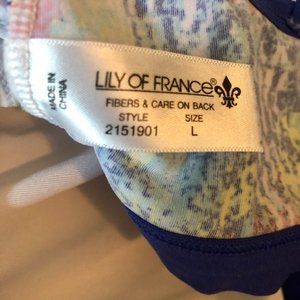 MADE IN
CHINA
LILY OF FRANCE®
FIBERS & CARE ON BACK
STYLE SIZE
2151901 L